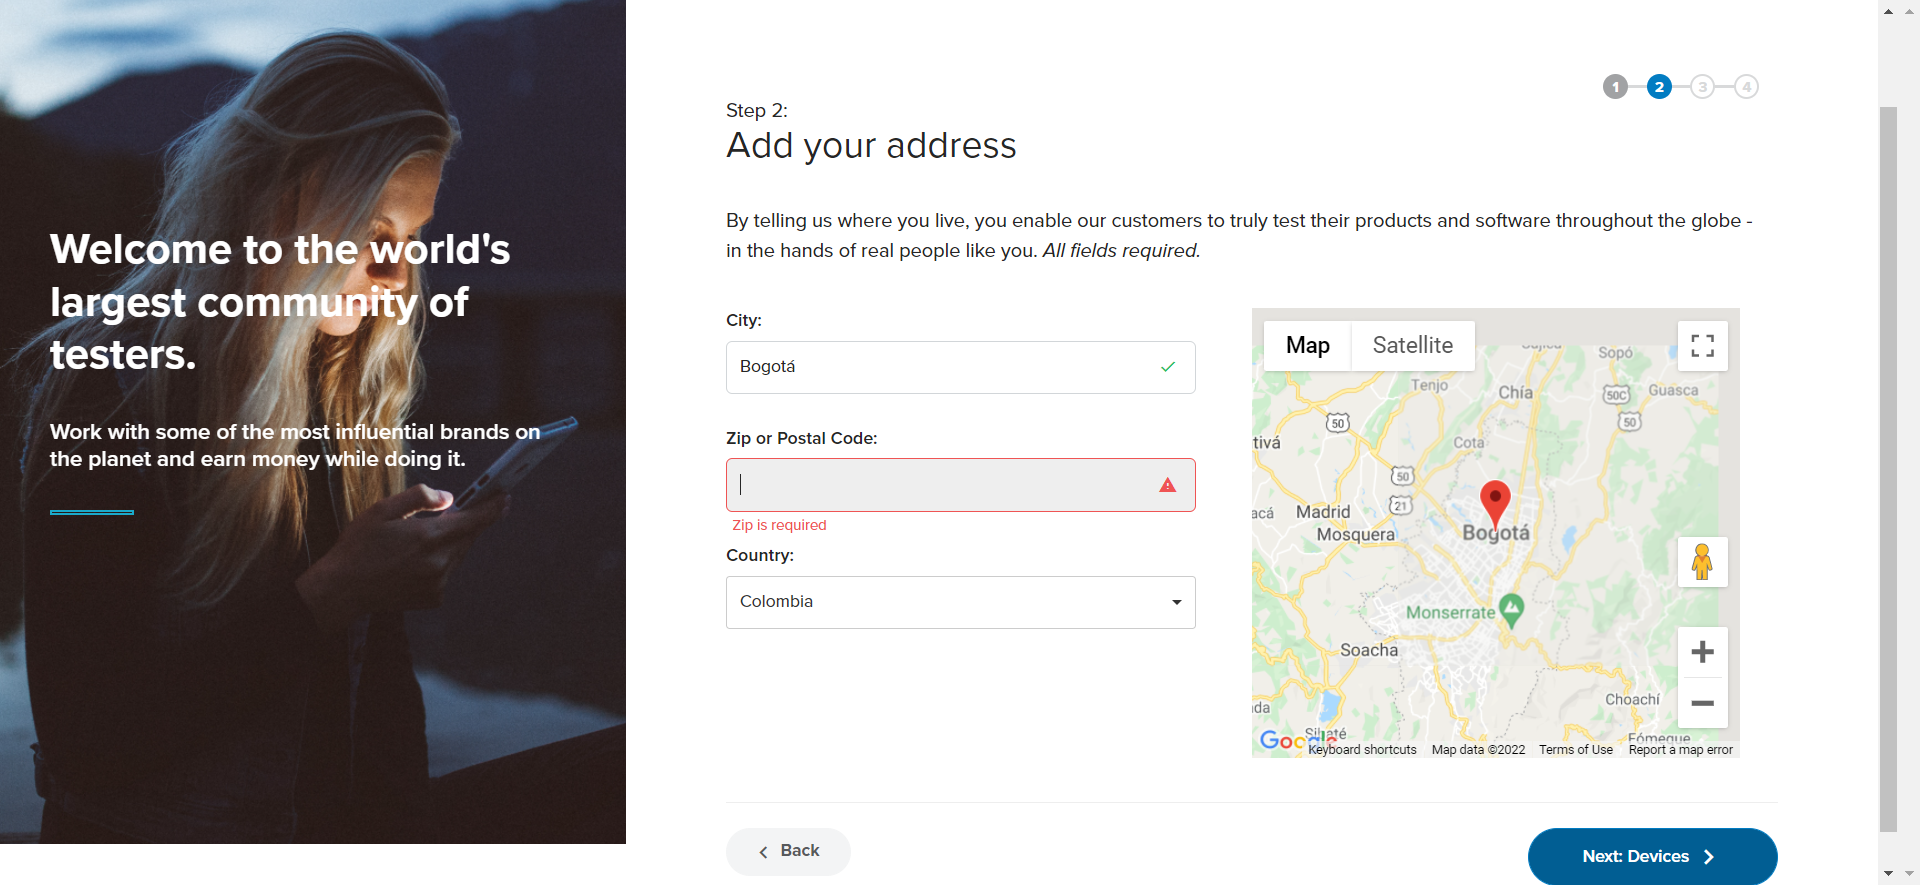 Welcome to the world's
largest community of
testers.
Work with some of the most influential brands on
the planet and earn money while doing it.
1 2 3 4
Step 2:
Add your address
By telling us where you live, you enable our customers to truly test their products and software throughout the globe -
in the hands of real people like you. All fields required.
City:
Bogotá
Zip or Postal Code:
Zip is required
Country:
Colombia
Map Satellite
Sopó
Tenjo
Chía
50C
Guasca
50
50
tivá
Cota
50
21
acá
Madrid
Mosquera
Bogotá
Monserrate
Soacha
Choachí
da
Sibaté
Fómeque
Google
Keyboard shortcuts Map data ©2022 Terms of Use Report a map error
Back
Next: Devices